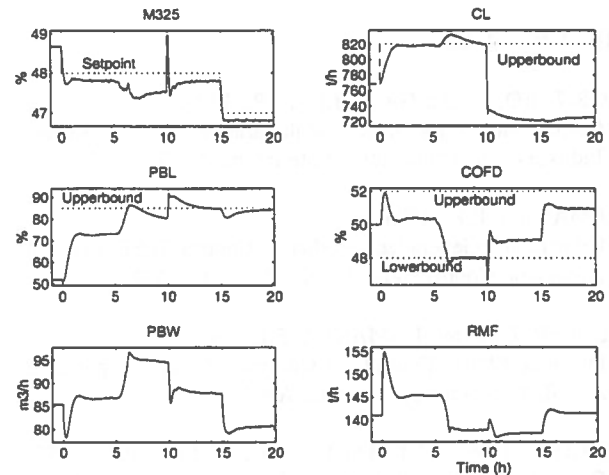 M325
49
48
47
%
Setpoint
0 5 10 15 20
CL
820
800
780
760
740
720
t/h
Upperbound
0 5 10 15 20
PBL
90
80
70
60
50
%
Upperbound
0 5 10 15 20
COFD
52
50
48
%
Upperbound
Lowerbound
0 5 10 15 20
PBW
95
90
85
80
m3/h
0 5 10 15 20
RMF
155
150
145
140
t/h
0 5 10 15 20
Time (h)